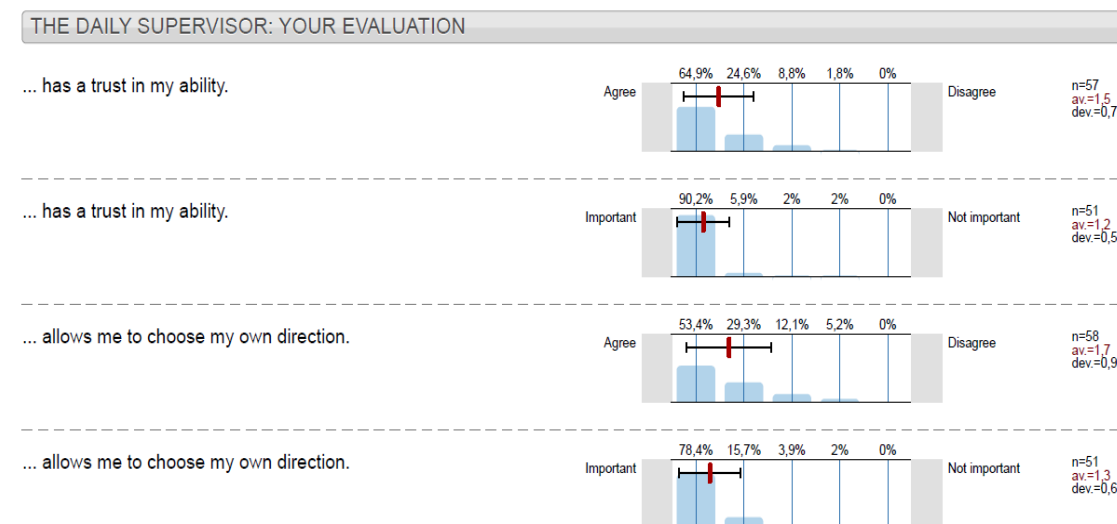 THE DAILY SUPERVISOR: YOUR EVALUATION
64,9% 24,6% 8,8% 1,8% 0%
... has a trust in my ability.
Agree
Disagree
n=57
av.=1,5
dev.=0,7
90,2% 5,9% 2% 2% 0%
... has a trust in my ability.
Important
Not important
n=51
av.=1,2
dev.=0,5
53,4% 29,3% 12,1% 5,2% 0%
... allows me to choose my own direction.
Agree
Disagree
n=58
av.=1,7
dev.=0,9
78,4% 15,7% 3,9% 2% 0%
... allows me to choose my own direction.
Important
Not important
n=51
av.=1,3
dev.=0,6